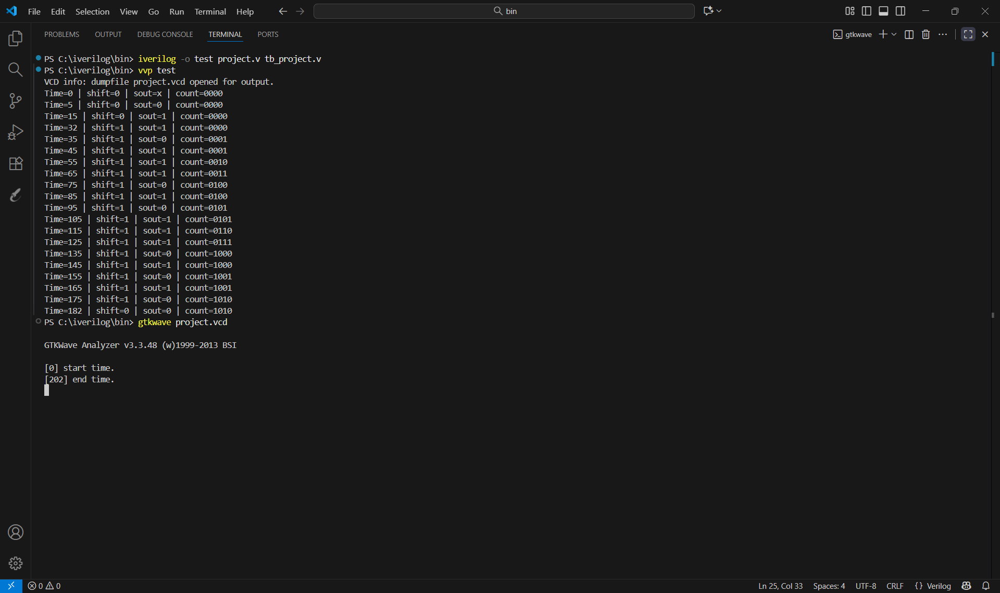 File Edit Selection View Go Run Terminal Help
bin
PROBLEMS OUTPUT DEBUG CONSOLE TERMINAL PORTS
gtkwave
PS C:\iverilog\bin> iverilog -o test project.v tb_project.v
PS C:\iverilog\bin> vvp test
VCD info: dumpfile project.vcd opened for output.
Time=0 | shift=0 | sout=x | count=0000
Time=5 | shift=0 | sout=0 | count=0000
Time=15 | shift=0 | sout=1 | count=0000
Time=32 | shift=1 | sout=1 | count=0000
Time=35 | shift=1 | sout=0 | count=0001
Time=45 | shift=1 | sout=1 | count=0001
Time=55 | shift=1 | sout=1 | count=0010
Time=65 | shift=1 | sout=1 | count=0011
Time=75 | shift=1 | sout=0 | count=0100
Time=85 | shift=1 | sout=1 | count=0100
Time=95 | shift=1 | sout=0 | count=0101
Time=105 | shift=1 | sout=1 | count=0101
Time=115 | shift=1 | sout=1 | count=0110
Time=125 | shift=1 | sout=1 | count=0111
Time=135 | shift=1 | sout=0 | count=1000
Time=145 | shift=1 | sout=1 | count=1000
Time=155 | shift=1 | sout=0 | count=1001
Time=165 | shift=1 | sout=1 | count=1001
Time=175 | shift=1 | sout=0 | count=1010
Time=182 | shift=0 | sout=0 | count=1010
PS C:\iverilog\bin> gtkwave project.vcd
GTKWave Analyzer v3.3.48 (w)1999-2013 BSI
[0] start time.
[202] end time.
0 0 Ln 25, Col 33 Spaces: 4 UTF-8 CRLF {} Verilog